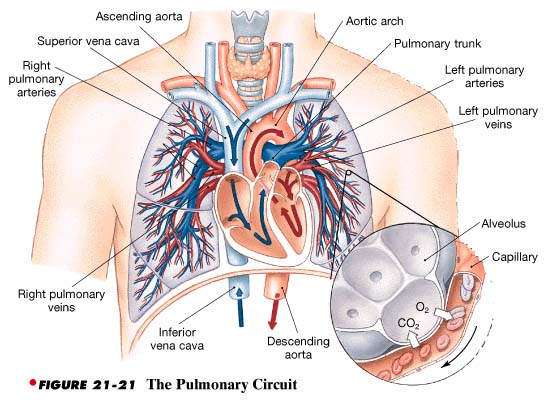 Ascending aorta
Superior vena cava
Right
pulmonary
arteries
Aortic arch
Pulmonary trunk
Left pulmonary
arteries
Left pulmonary
veins
Alveolus
Capillary
O2
CO2
Right pulmonary
veins
Inferior
vena cava
Descending
aorta
•FIGURE 21-21 The Pulmonary Circuit